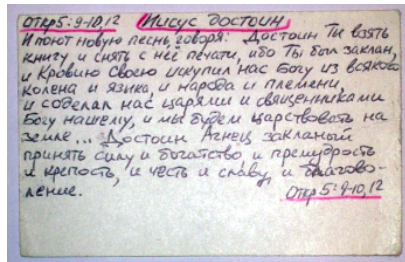 Откр 5:9-10,12 Иисус достоин
И поют новую песнь, говоря: Достоин Ты взять
книгу и снять с неё печати, ибо Ты был заклан,
и Кровию Своею искупил нас Богу из всякого
колена и языка, и народа и племени,
и соделал нас царями и священниками
Богу нашему, и мы будем царствовать на
земле... Достоин Агнец закланый
принять силу и богатство, и премудрость
и крепость, и честь и славу, и благово-
ление.
Откр 5:9-10,12